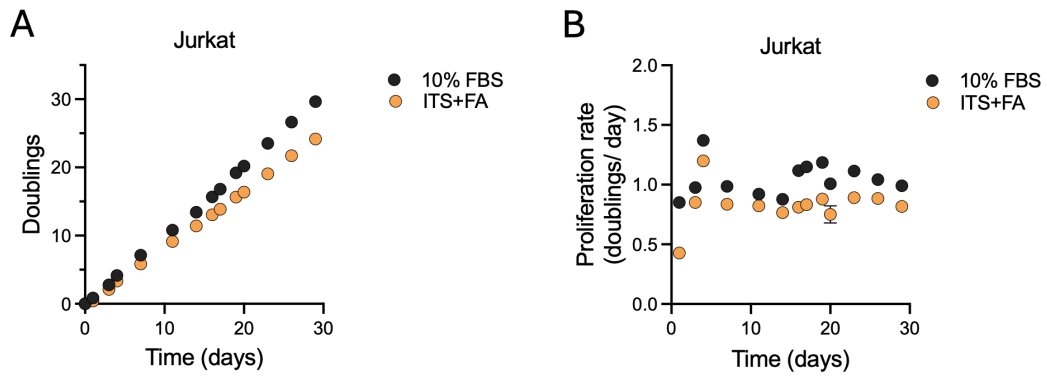 A
Jurkat
Doublings
30
20
10
0
0 10 20 30
Time (days)
10% FBS
ITS+FA
B
Jurkat
Proliferation rate
(doublings/ day)
2.0
1.5
1.0
0.5
0.0
0 10 20 30
Time (days)
10% FBS
ITS+FA